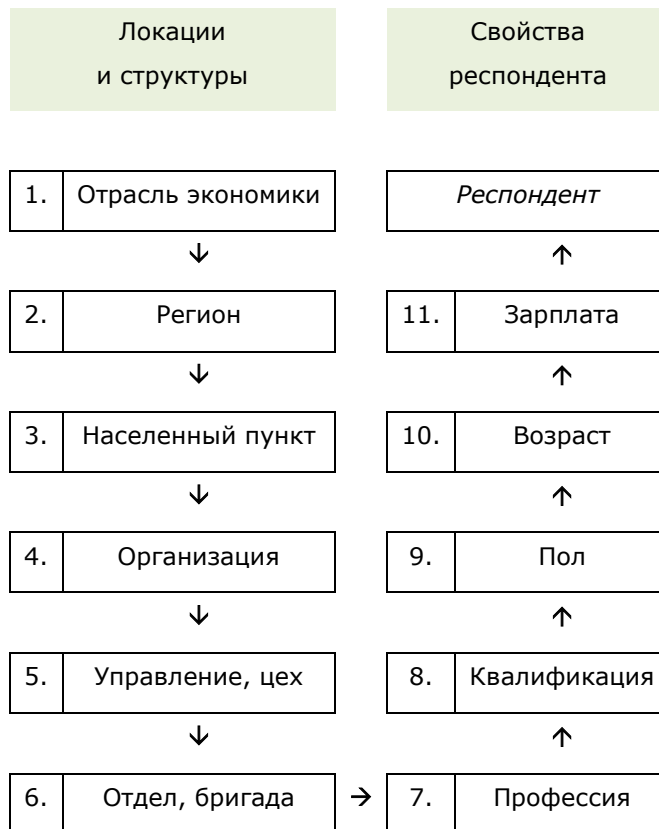 Локации
и структуры
Свойства
респондента
1. Отрасль экономики
↓
2. Регион
↓
3. Населенный пункт
↓
4. Организация
↓
5. Управление, цех
↓
6. Отдел, бригада
→
7. Профессия
↑
8. Квалификация
↑
9. Пол
↑
10. Возраст
↑
11. Зарплата
↑
Респондент